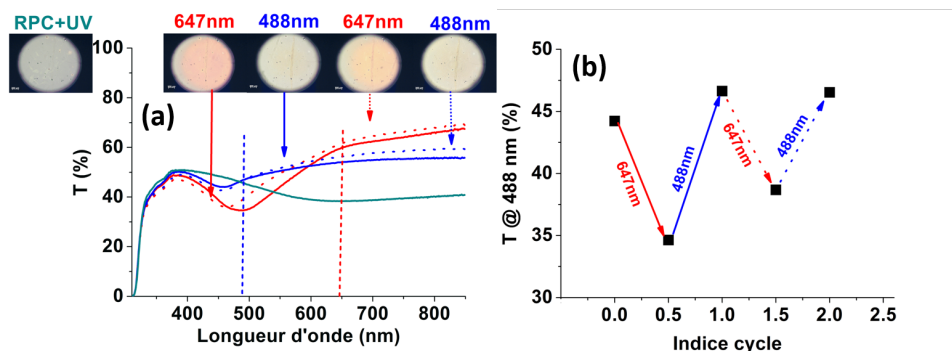 RPC+UV
647nm
488nm
647nm
488nm
(a)
T (%)
100
80
60
40
20
0
400
500
600
700
800
Longueur d'onde (nm)
(b)
T @ 488 nm (%)
50
45
40
35
30
647nm
488nm
647nm
488nm
0.0
0.5
1.0
1.5
2.0
2.5
Indice cycle